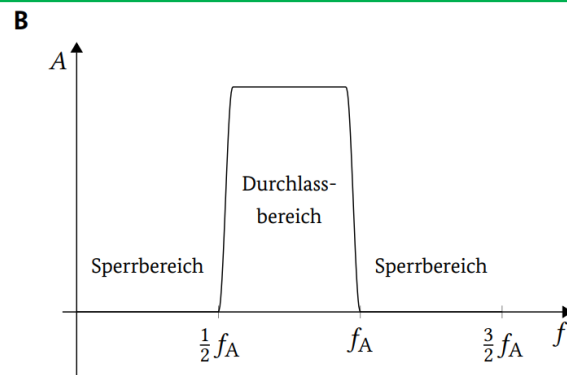 B
A
Durchlass-
bereich
Sperrbereich
Sperrbereich
1/2 fA
fA
3/2 fA
f